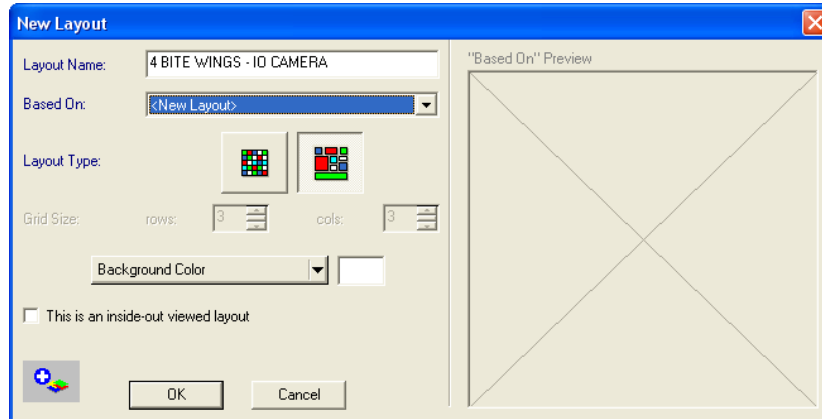 New Layout
Layout Name: 4 BITE WINGS - IO CAMERA
Based On: <New Layout>
Layout Type:
Grid Size: rows: 3 cols: 3
Background Color
This is an inside-out viewed layout
OK Cancel
"Based On" Preview